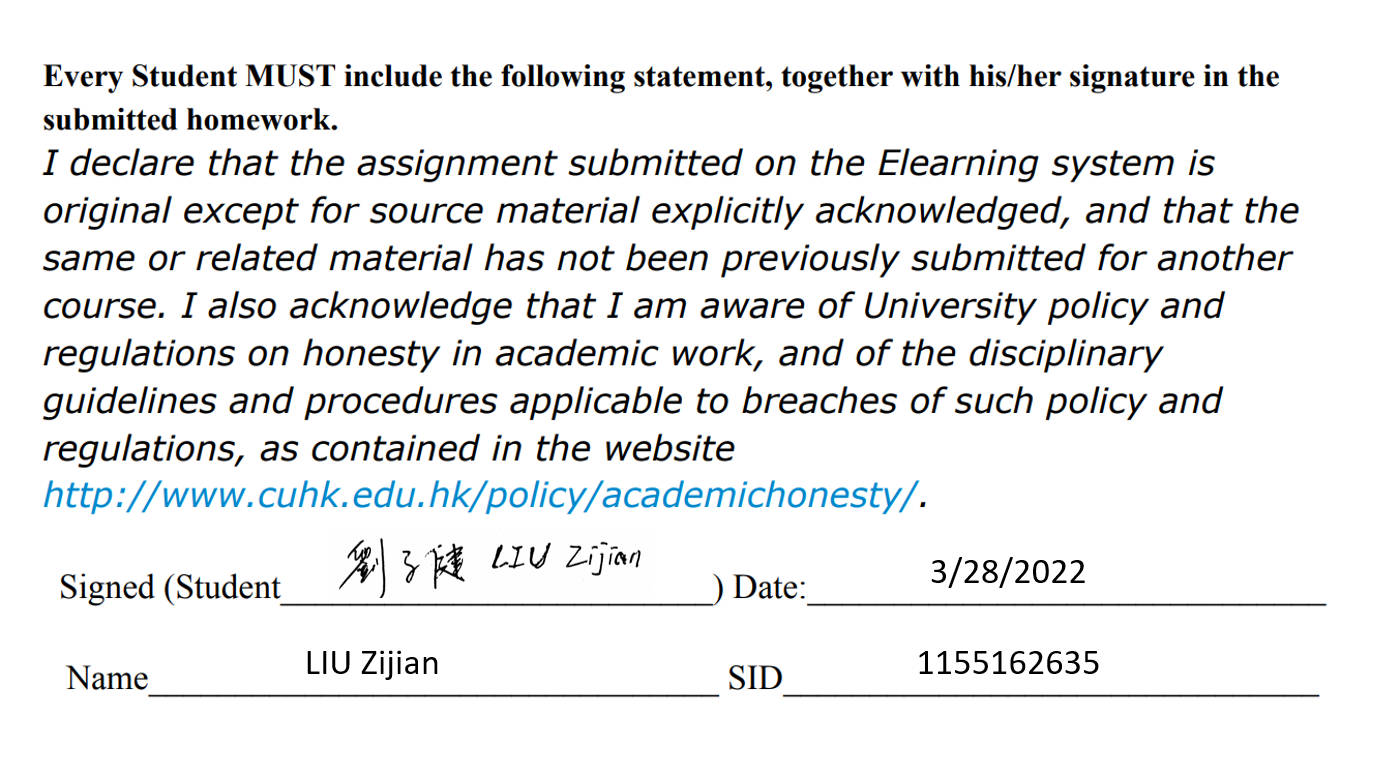 Every Student MUST include the following statement, together with his/her signature in the
submitted homework.
I declare that the assignment submitted on the Elearning system is
original except for source material explicitly acknowledged, and that the
same or related material has not been previously submitted for another
course. I also acknowledge that I am aware of University policy and
regulations on honesty in academic work, and of the disciplinary
guidelines and procedures applicable to breaches of such policy and
regulations, as contained in the website
http://www.cuhk.edu.hk/policy/academichonesty/.
Signed (Student 劉子健 LIU Zijian ) Date: 3/28/2022
Name LIU Zijian SID 1155162635